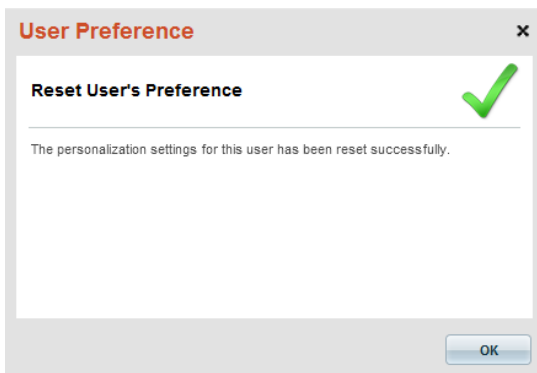 User Preference
Reset User's Preference
The personalization settings for this user has been reset successfully.
OK